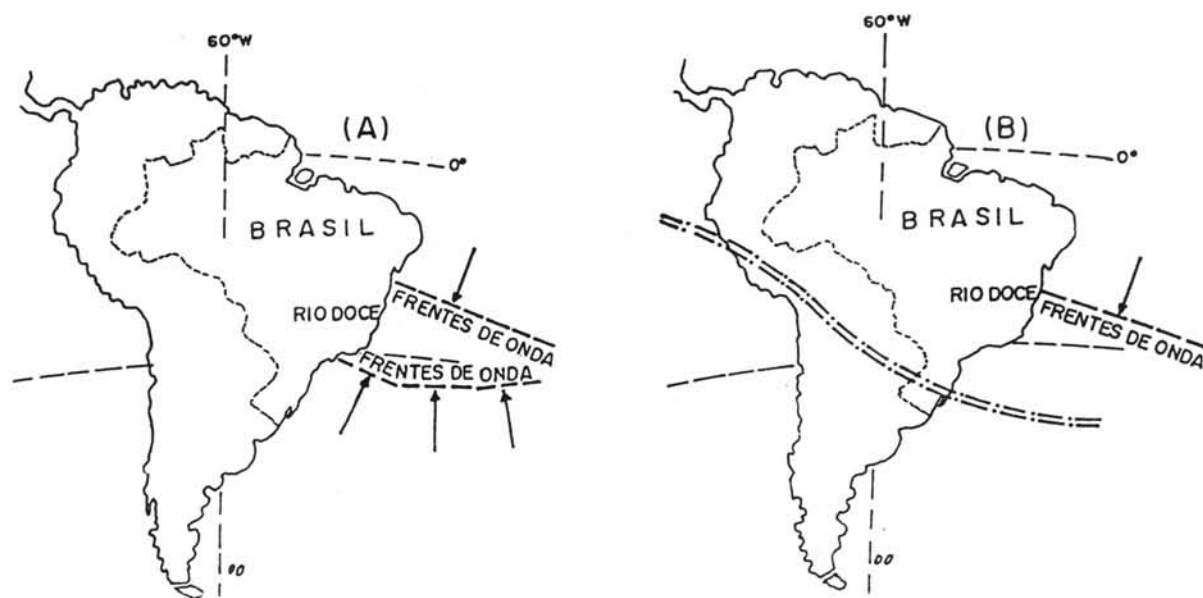 60°W
(A)
0°
BRASIL
RIO DOCE
FRENTES DE ONDA
FRENTES DE ONDA
60°W
(B)
0°
BRASIL
RIO DOCE
FRENTES DE ONDA